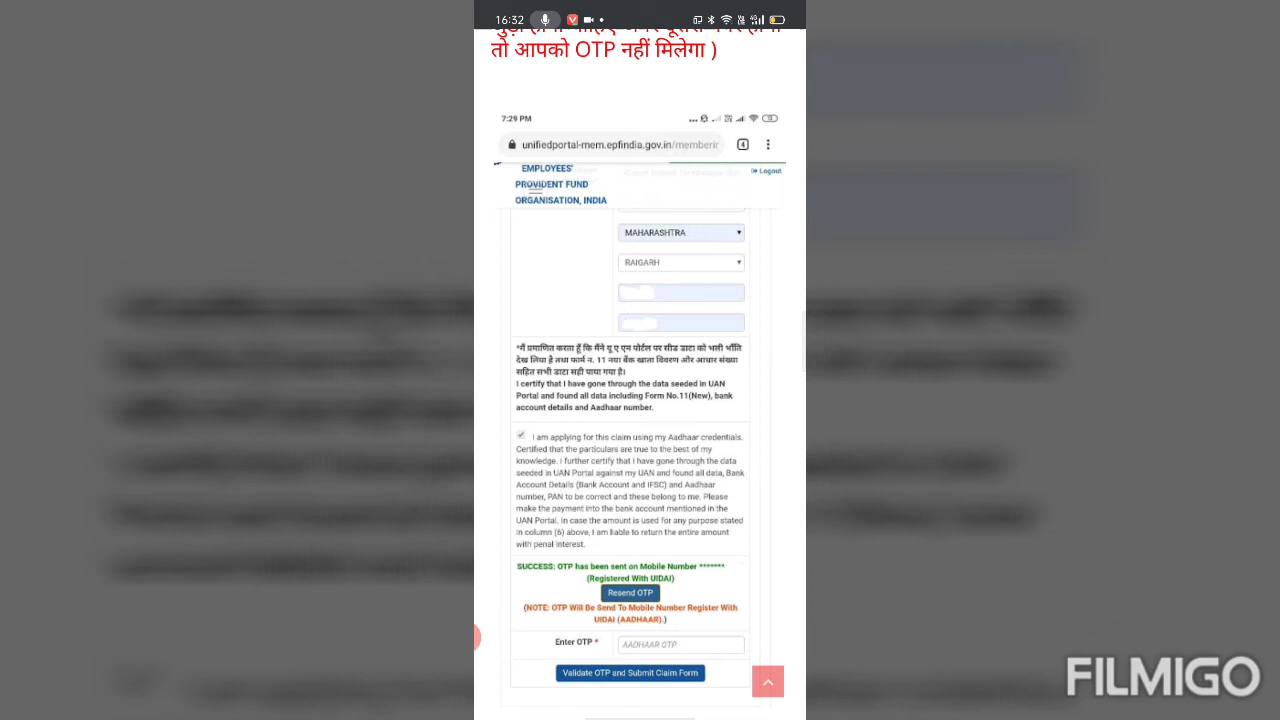 16:32
तो आपको OTP नहीं मिलेगा )
7:29 PM
unifiedportal-mem.epfindia.gov.in/memberir
4
EMPLOYEES'
PROVIDENT FUND
ORGANISATION, INDIA
Logout
MAHARASHTRA
RAIGARH
*मैं प्रमाणित करता हूँ कि मैंने यू ए एन पोर्टल पर सीड डाटा को भली भाँति
देख लिया है तथा फार्म न. 11 नया बैंक खाता विवरण और आधार संख्या
सहित सभी डाटा सही पाया गया है।
I certify that I have gone through the data seeded in UAN
Portal and found all data including Form No.11(New), bank
account details and Aadhaar number.
I am applying for this claim using my Aadhaar credentials.
Certified that the particulars are true to the best of my
knowledge. I further certify that I have gone through the data
seeded in UAN Portal against my UAN and found all data, Bank
Account Details (Bank Account and IFSC) and Aadhaar
number, PAN to be correct and these belong to me. Please
make the payment into the bank account mentioned in the
UAN Portal. In case the amount is used for any purpose stated
in column (6) above, I am liable to return the entire amount
with penal interest.
SUCCESS: OTP has been sent on Mobile Number *******
(Registered With UIDAI)
Resend OTP
(NOTE: OTP Will Be Send To Mobile Number Register With
UIDAI (AADHAAR).)
Enter OTP *
AADHAAR OTP
Validate OTP and Submit Claim Form
FILMIGO